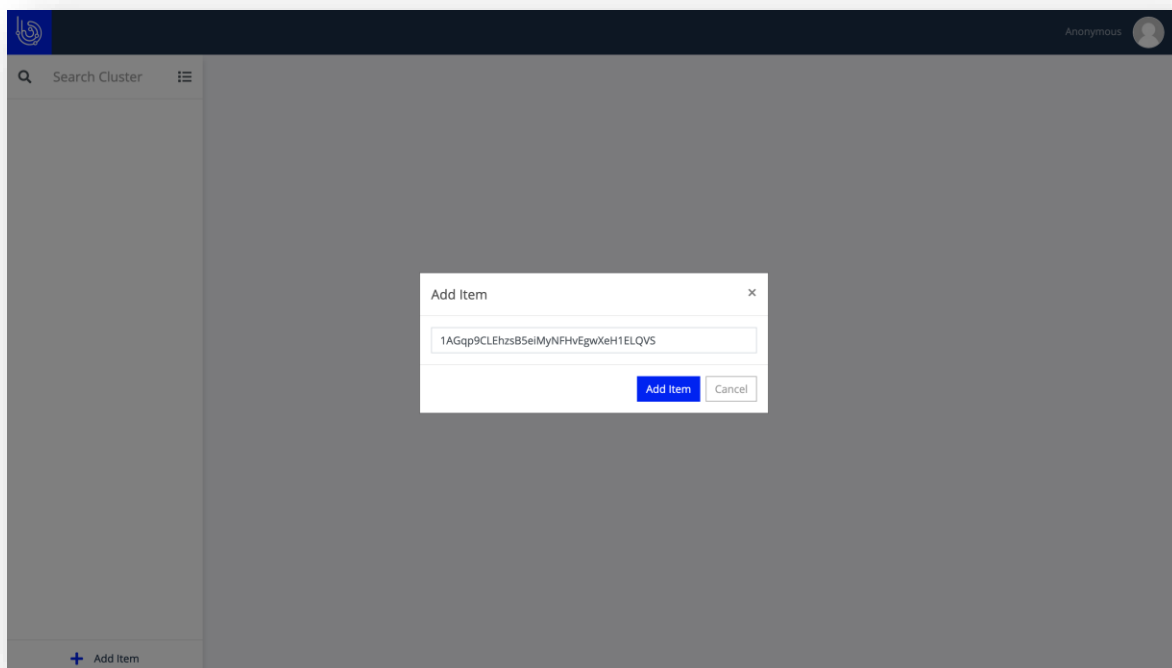 Anonymous
Search Cluster
Add Item
×
1AGqp9CLEhzsB5eiMyNFHvEgwXeH1ELQVS
Add Item
Cancel
Add Item